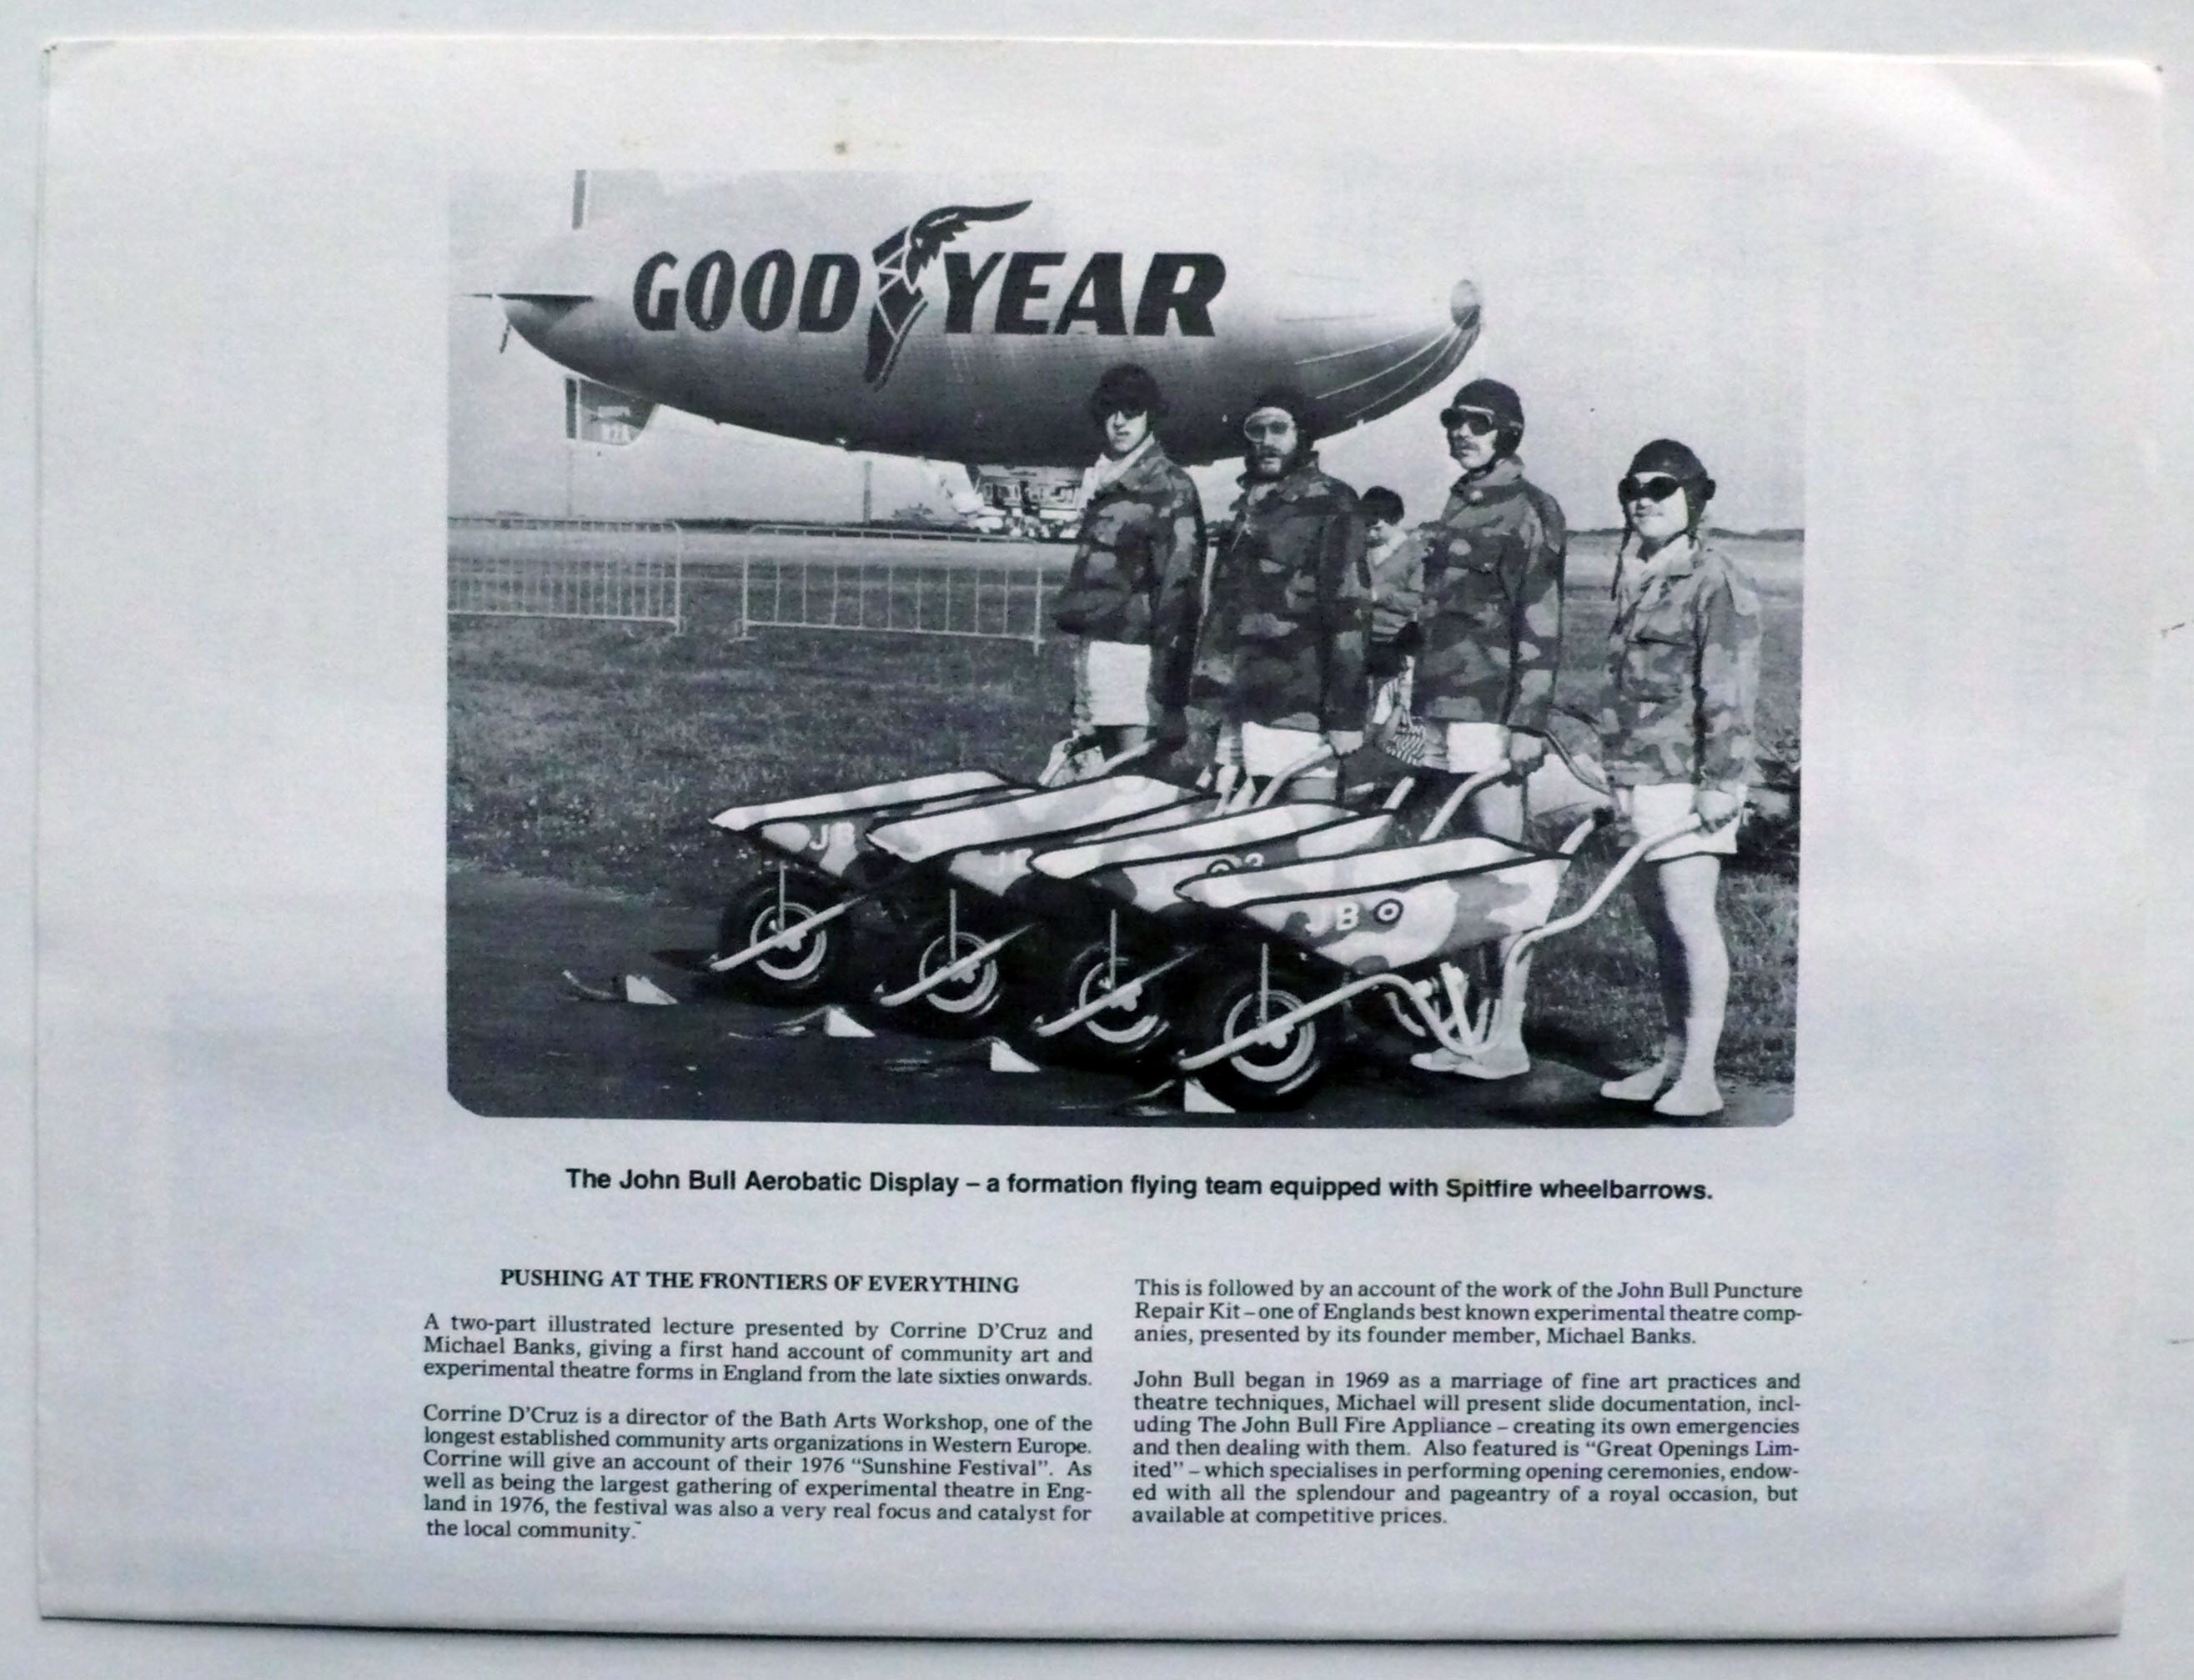 GOOD YEAR
JB
JB
The John Bull Aerobatic Display – a formation flying team equipped with Spitfire wheelbarrows.
PUSHING AT THE FRONTIERS OF EVERYTHING
A two-part illustrated lecture presented by Corrine D'Cruz and
Michael Banks, giving a first hand account of community art and
experimental theatre forms in England from the late sixties onwards.
Corrine D'Cruz is a director of the Bath Arts Workshop, one of the
longest established community arts organizations in Western Europe.
Corrine will give an account of their 1976 “Sunshine Festival”. As
well as being the largest gathering of experimental theatre in Eng-
land in 1976, the festival was also a very real focus and catalyst for
the local community.
This is followed by an account of the work of the John Bull Puncture
Repair Kit – one of Englands best known experimental theatre comp-
anies, presented by its founder member, Michael Banks.
John Bull began in 1969 as a marriage of fine art practices and
theatre techniques, Michael will present slide documentation, incl-
uding The John Bull Fire Appliance – creating its own emergencies
and then dealing with them. Also featured is “Great Openings Lim-
ited” – which specialises in performing opening ceremonies, endow-
ed with all the splendour and pageantry of a royal occasion, but
available at competitive prices.